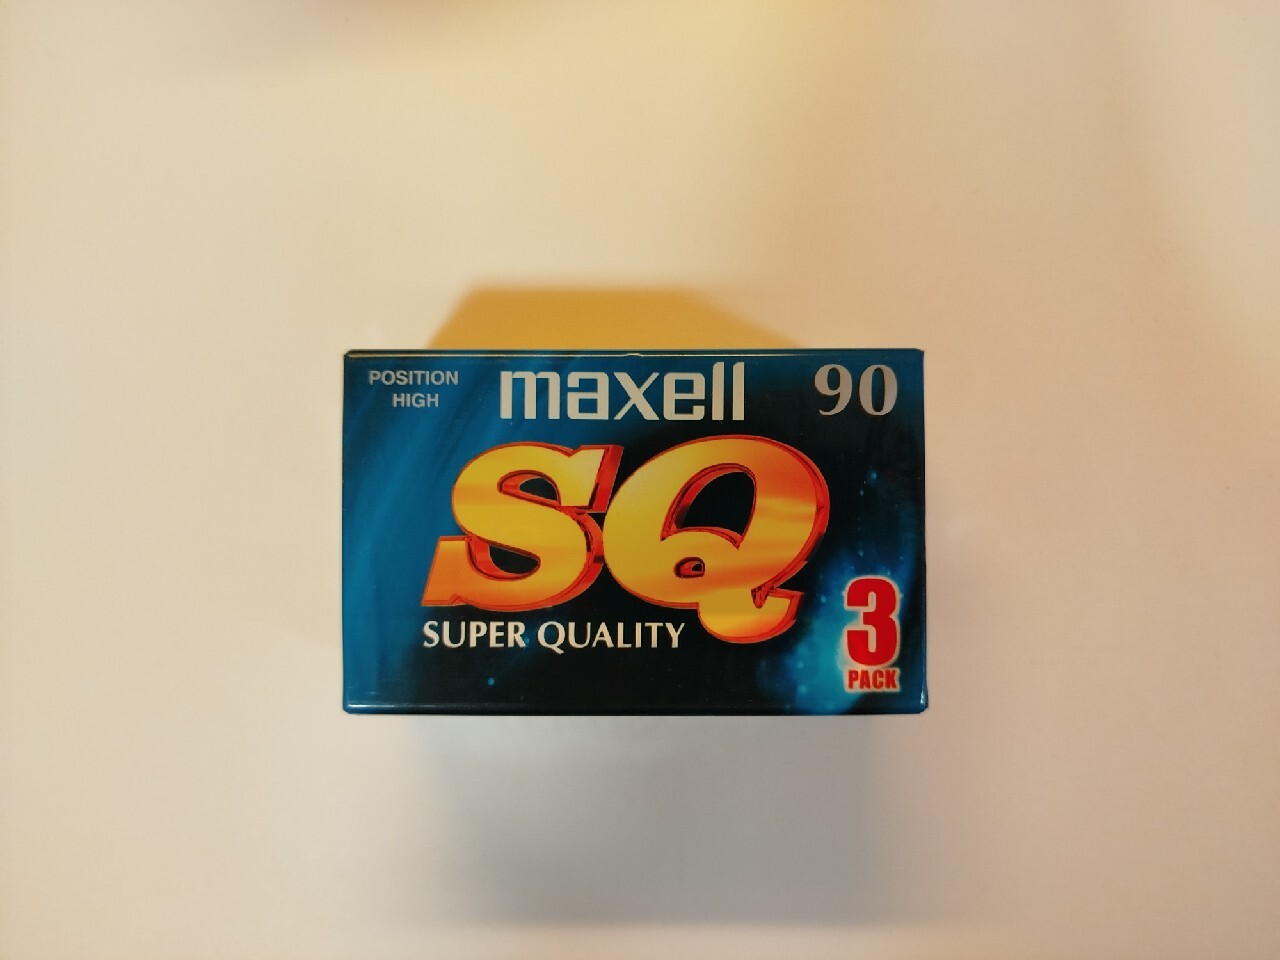 POSITION
HIGH
maxell
90
SQ
SUPER QUALITY
3
PACK